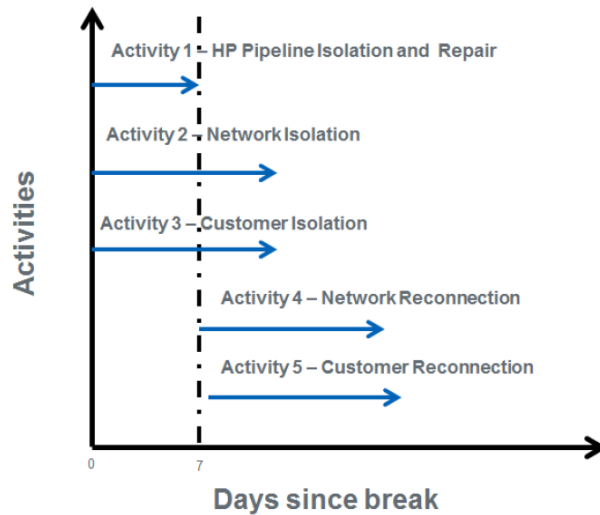 Activity 1 – HP Pipeline Isolation and Repair
Activity 2 – Network Isolation
Activity 3 – Customer Isolation
Activity 4 – Network Reconnection
Activity 5 – Customer Reconnection
Activities
0
7
Days since break